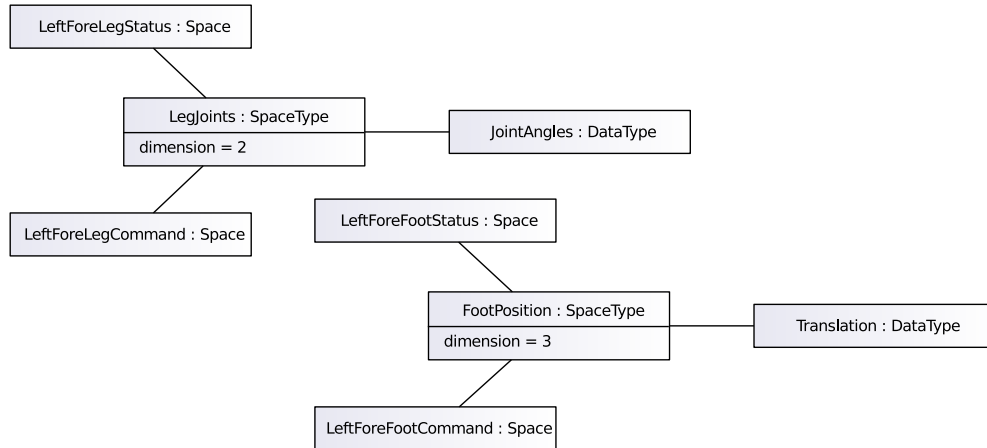 LeftForeLegStatus : Space
LegJoints : SpaceType
dimension = 2
JointAngles : DataType
LeftForeLegCommand : Space
LeftForeFootStatus : Space
FootPosition : SpaceType
dimension = 3
Translation : DataType
LeftForeFootCommand : Space